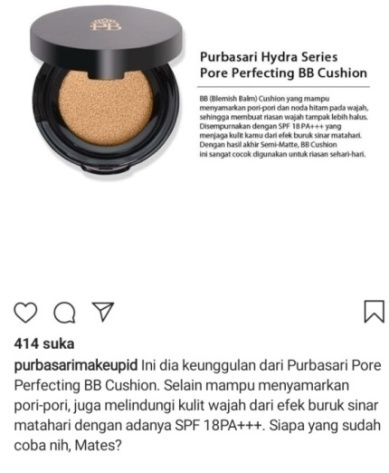 PB
Purbasari Hydra Series
Pore Perfecting BB Cushion
BB (Blemish Balm) Cushion yang mampu
menyamarkan pori-pori dan noda hitam pada wajah,
sehingga membuat riasan wajah tampak lebih halus.
Disempurnakan dengan SPF 18 PA+++ yang
menjaga kulit kamu dari efek buruk sinar matahari.
Dengan hasil akhir Semi-Matte, BB Cushion
ini sangat cocok digunakan untuk riasan sehari-hari.
414 suka
purbasarimakeupid Ini dia keunggulan dari Purbasari Pore
Perfecting BB Cushion. Selain mampu menyamarkan
pori-pori, juga melindungi kulit wajah dari efek buruk sinar
matahari dengan adanya SPF 18PA+++. Siapa yang sudah
coba nih, Mates?